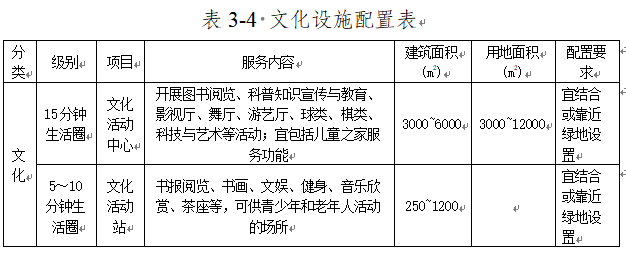 表 3-4 文化设施配置表
分类 级别 项目 服务内容 建筑面积(㎡) 用地面积(㎡) 配置要求
文化
15分钟生活圈
文化活动中心
开展图书阅览、科普知识宣传与教育、
影视厅、舞厅、游艺厅、球类、棋类、
科技与艺术等活动；宜包括儿童之家服
务功能
3000~6000
3000~12000
宜结合
或靠近
绿地设
置
5～10
分钟生
活圈
文化
活动
站
书报阅览、书画、文娱、健身、音乐欣
赏、茶座等，可供青少年和老年人活动
的场所
250~1200
宜结合
或靠近
绿地设
置